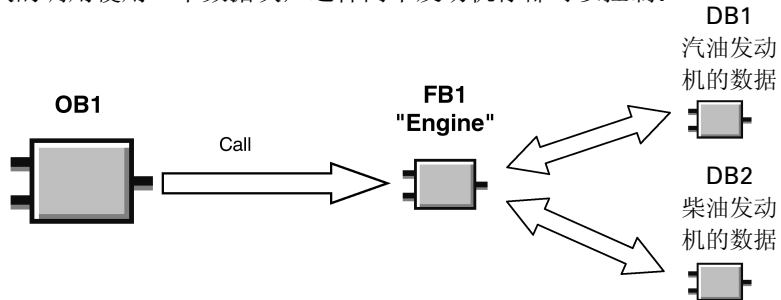 OB1
Call
FB1
"Engine"
DB1
汽油发动
机的数据
DB2
柴油发动
机的数据